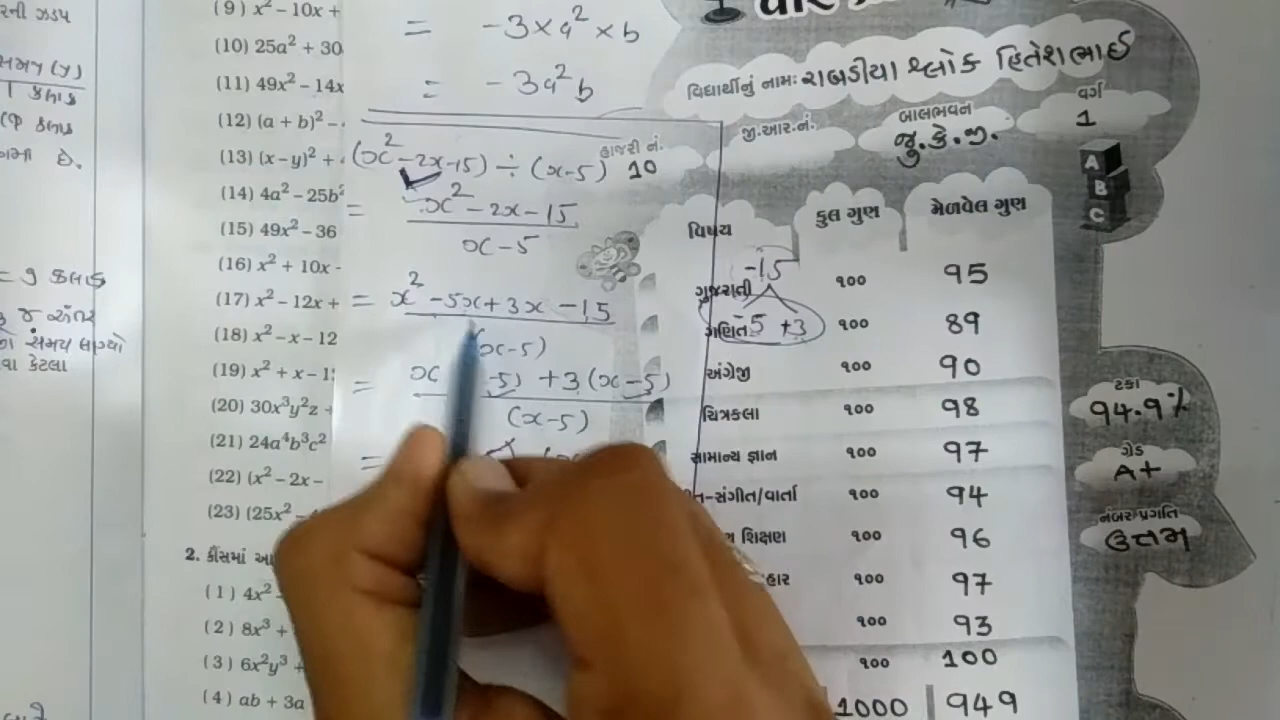 (9) x² – 10x +
(10) 25a² + 30
(11) 49x² – 14x
(12) (a + b)² –
(13) (x – y)² +
(14) 4a² – 25b²
(15) 49x² – 36
(16) x² + 10x -
(17) x² – 12x +
(18) x² – x – 12
(19) x² + x – 1
(20) 30x³y²z
(21) 24a⁴b³c²
(22) (x² – 2x –
(23) (25x²
2. કૌંસમાં આ
(1) 4x²
(2) 8x³ +
(3) 6x²y³ +
(4) ab + 3a
= -3×a²×b
= -3a²b
(x²-2x-15) ÷ (x-5)
= x² - 2x - 15
x - 5
= x² - 5x + 3x - 15
(x-5)
= x -5) + 3 (x-5)
(x-5)
=
-15
-5 +3
વિદ્યાર્થીનું નામઃ રાબડીયા શ્લોક હિતેશભાઈ
જી.આર.નં. બાલભવન વર્ગ
જુ.કે.જી. 1
હાજરી નં. 10
A
B
C
વિષય કુલ ગુણ મેળવેલ ગુણ
ગુજરાતી ૧૦૦ 95
ગણિત ૧૦૦ 89
અંગ્રેજી ૧૦૦ 90
ચિત્રકલા ૧૦૦ 98
સામાન્ય જ્ઞાન ૧૦૦ 97
-સંગીત/વાર્તા ૧૦૦ 94
શિક્ષણ ૧૦૦ 96
હાર ૧૦૦ 97
૧૦૦ 93
૧૦૦ 100
1000 949
ટકા
94.9%
ગ્રેડ
A+
નંબર પ્રગતિ
ઉત્તમ